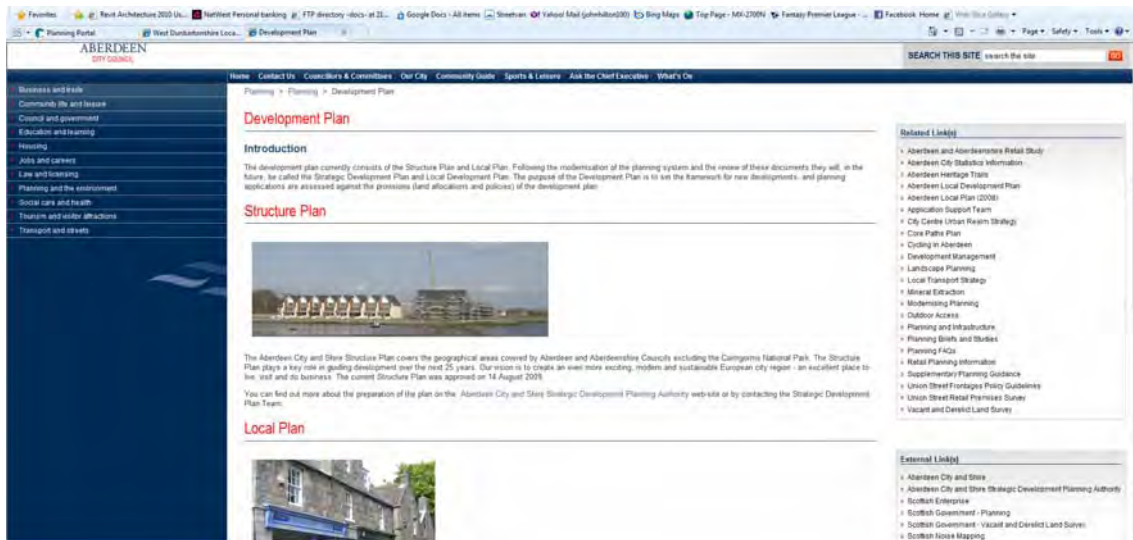 Favorites
Revit Architecture 2010 Us...
NatWest Personal banking
FTP directory -docs- at 21...
Google Docs - All items
Streetvan
Yahoo! Mail (johnhilton100)
Bing Maps
Top Page - MX-2700N
Fantasy Premier League - ...
Facebook Home
Planning Portal
West Dunbartonshire Loca...
Development Plan
Page
Safety
Tools
ABERDEEN
CITY COUNCIL
SEARCH THIS SITE
search the site
GO
Home Contact Us Councillors & Committees Our City Community Guide Sports & Leisure Ask the Chief Executive What's On
Business and trade
Community life and leisure
Council and government
Education and learning
Housing
Jobs and careers
Law and licensing
Planning and the environment
Social care and health
Tourism and visitor attractions
Transport and streets
Planning > Planning > Development Plan
Development Plan
Introduction
The development plan currently consists of the Structure Plan and Local Plan. Following the modernisation of the planning system and the review of these documents they will, in the
future, be called the Strategic Development Plan and Local Development Plan. The purpose of the Development Plan is to set the framework for new developments- and planning
applications are assessed against the provisions (land allocations and policies) of the development plan.
Structure Plan
The Aberdeen City and Shire Structure Plan covers the geographical areas covered by Aberdeen and Aberdeenshire Councils excluding the Cairngorms National Park. The Structure
Plan plays a key role in guiding development over the next 25 years. Our vision is to create an even more exciting, modern and sustainable European city region - an excellent place to
live, visit and do business. The current Structure Plan was approved on 14 August 2009.
You can find out more about the preparation of the plan on the Aberdeen City and Shire Strategic Development Planning Authority web-site or by contacting the Strategic Development
Plan Team.
Local Plan
Related Link(s)
Aberdeen and Aberdeenshire Retail Study
Aberdeen City Statistics Information
Aberdeen Heritage Trails
Aberdeen Local Development Plan
Aberdeen Local Plan (2008)
Application Support Team
City Centre Urban Realm Strategy
Core Paths Plan
Cycling in Aberdeen
Development Management
Landscape Planning
Local Transport Strategy
Mineral Extraction
Modernising Planning
Outdoor Access
Planning and Infrastructure
Planning Briefs and Studies
Planning FAQs
Retail Planning Information
Supplementary Planning Guidance
Union Street Frontages Policy Guidelines
Union Street Retail Premises Survey
Vacant and Derelict Land Survey
External Link(s)
Aberdeen City and Shire
Aberdeen City and Shire Strategic Development Planning Authority
Scottish Enterprise
Scottish Government - Planning
Scottish Government - Vacant and Derelict Land Survey
Scottish Noise Mapping